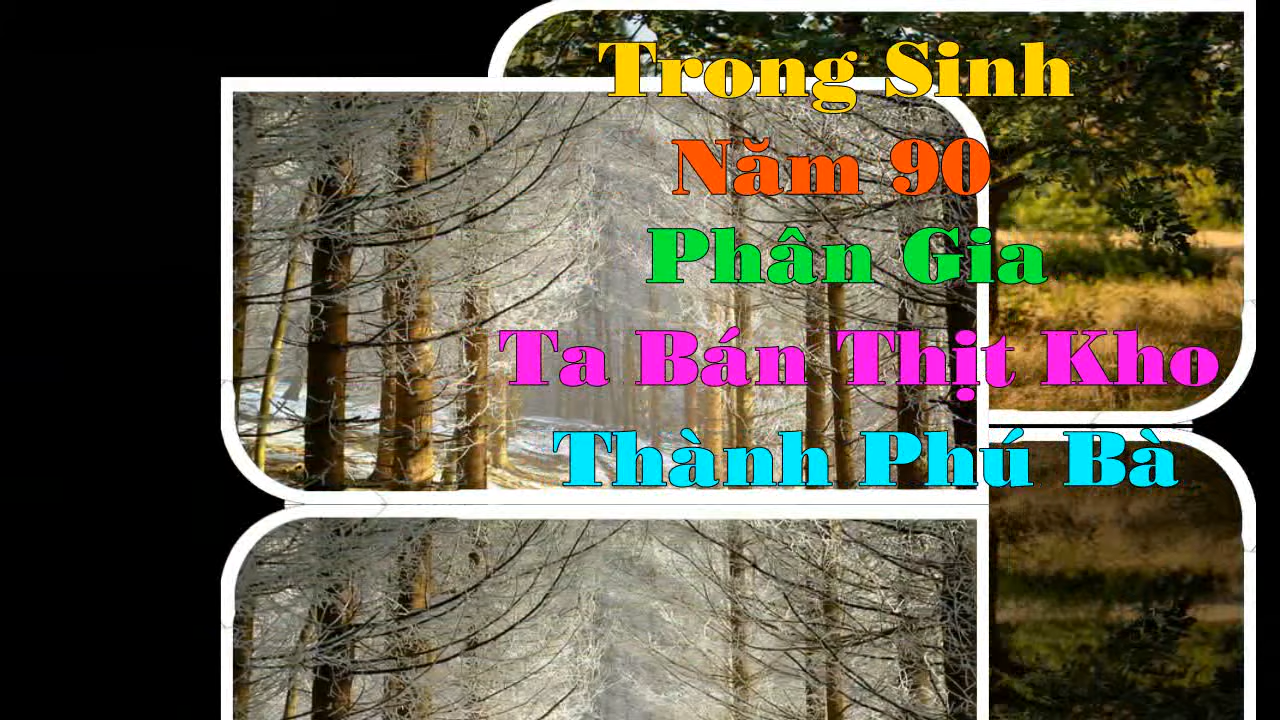 Trong Sinh
Năm 90
Phân Gia
Ta Bán Thịt Kho
Thành Phú Bà